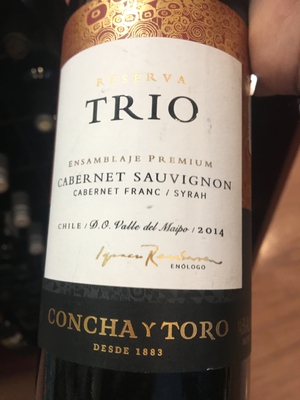 RESERVA
TRIO
ENSAMBLAJE PREMIUM
CABERNET SAUVIGNON
CABERNET FRANC / SYRAH
CHILE / D.O. Valle del Maipo / 2014
ENÓLOGO
CONCHA Y TORO
DESDE 1883